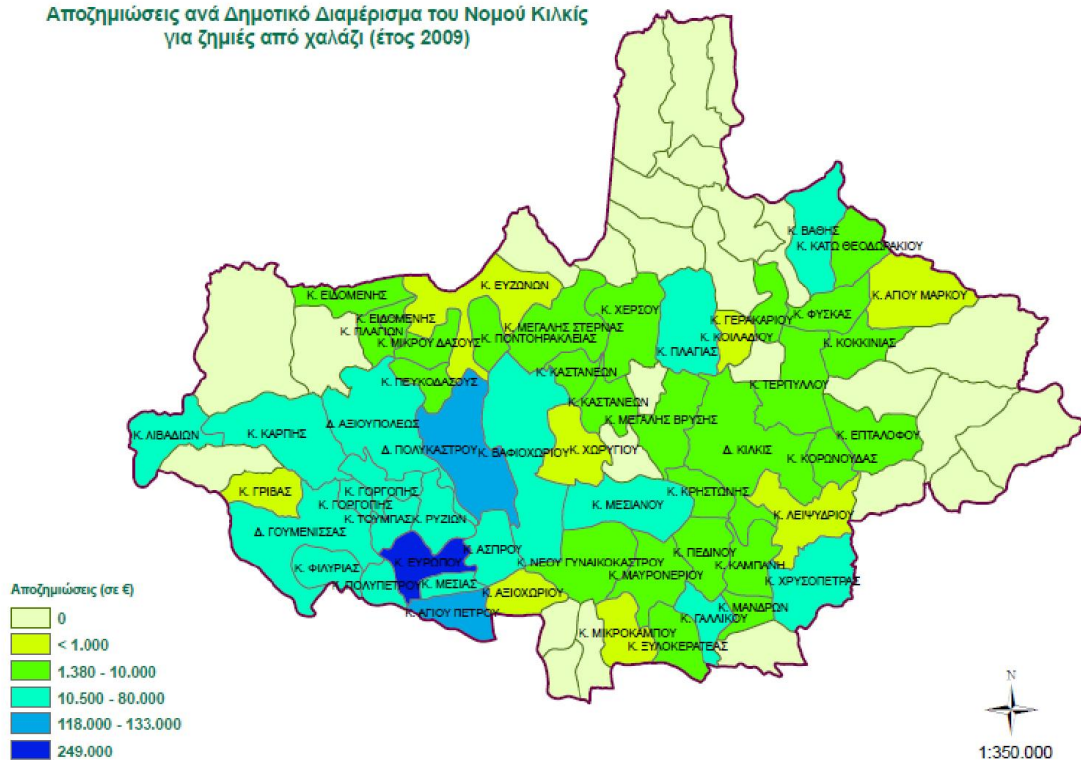 Αποζημιώσεις ανά Δημοτικό Διαμέρισμα του Νομού Κιλκίς
για ζημιές από χαλάζι (έτος 2009)
Κ. ΒΑΘΗΣ
Κ. ΚΑΤΩ ΘΕΟΔΩΡΑΚΙΟΥ
Κ. ΕΥΖΩΝΩΝ
Κ. ΑΓΙΟΥ ΜΑΡΚΟΥ
Κ. ΕΙΔΟΜΕΝΗΣ
Κ. ΧΕΡΣΟΥ
Κ. ΦΥΣΚΑΣ
Κ. ΕΙΔΟΜΕΝΗΣ
Κ. ΓΕΡΑΚΑΡΙΟΥ
Κ. ΜΕΓΑΛΗΣ ΣΤΕΡΝΑΣ
Κ. ΠΛΑΓΙΩΝ
Κ. ΠΟΝΤΟΗΡΑΚΛΕΙΑΣ
Κ. ΜΙΚΡΟΥ ΔΑΣΟΥΣ
Κ. ΚΟΙΛΑΔΙΟΥ
Κ. ΚΟΚΚΙΝΙΑΣ
Κ. ΠΛΑΓΙΑΣ
Κ. ΚΑΣΤΑΝΕΩΝ
Κ. ΠΕΥΚΟΔΑΣΟΥΣ
Κ. ΤΕΡΠΥΛΛΟΥ
Κ. ΚΑΣΤΑΝΕΩΝ
Κ. ΜΕΓΑΛΗΣ ΒΡΥΣΗΣ
Δ. ΑΞΙΟΥΠΟΛΕΩΣ
Κ. ΛΙΒΑΔΙΩΝ
Κ. ΚΑΡΠΗΣ
Κ. ΕΠΤΑΛΟΦΟΥ
Δ. ΠΟΛΥΚΑΣΤΡΟΥ
Κ. ΒΑΦΙΟΧΩΡΙΟΥ
Κ. ΧΩΡΥΓΙΟΥ
Δ. ΚΙΛΚΙΣ
Κ. ΚΟΡΩΝΟΥΔΑΣ
Κ. ΓΡΙΒΑΣ
Κ. ΓΟΡΓΟΠΗΣ
Κ. ΚΡΗΣΤΩΝΗΣ
Κ. ΓΟΡΓΟΠΗΣ
Κ. ΜΕΣΙΑΝΟΥ
Κ. ΛΕΙΨΥΔΡΙΟΥ
Κ. ΤΟΥΜΠΑΣ
Κ. ΡΥΖΙΩΝ
Δ. ΓΟΥΜΕΝΙΣΣΑΣ
Κ. ΑΣΠΡΟΥ
Κ. ΠΕΔΙΝΟΥ
Κ. ΕΥΡΩΠΟΥ
Κ. ΝΕΟΥ ΓΥΝΑΙΚΟΚΑΣΤΡΟΥ
Κ. ΦΙΛΥΡΙΑΣ
Κ. ΚΑΜΠΑΝΗ
Κ. ΜΑΥΡΟΝΕΡΙΟΥ
Κ. ΠΟΛΥΠΕΤΡΟΥ
Κ. ΜΕΣΙΑΣ
Κ. ΧΡΥΣΟΠΕΤΡΑΣ
Κ. ΑΞΙΟΧΩΡΙΟΥ
Κ. ΜΑΝΔΡΩΝ
Κ. ΑΓΙΟΥ ΠΕΤΡΟΥ
Κ. ΓΑΛΛΙΚΟΥ
Κ. ΜΙΚΡΟΚΑΜΠΟΥ
Κ. ΞΥΛΟΚΕΡΑΤΕΑΣ
Αποζημιώσεις (σε €)
0
< 1.000
1.380 - 10.000
10.500 - 80.000
118.000 - 133.000
249.000
N
1:350.000